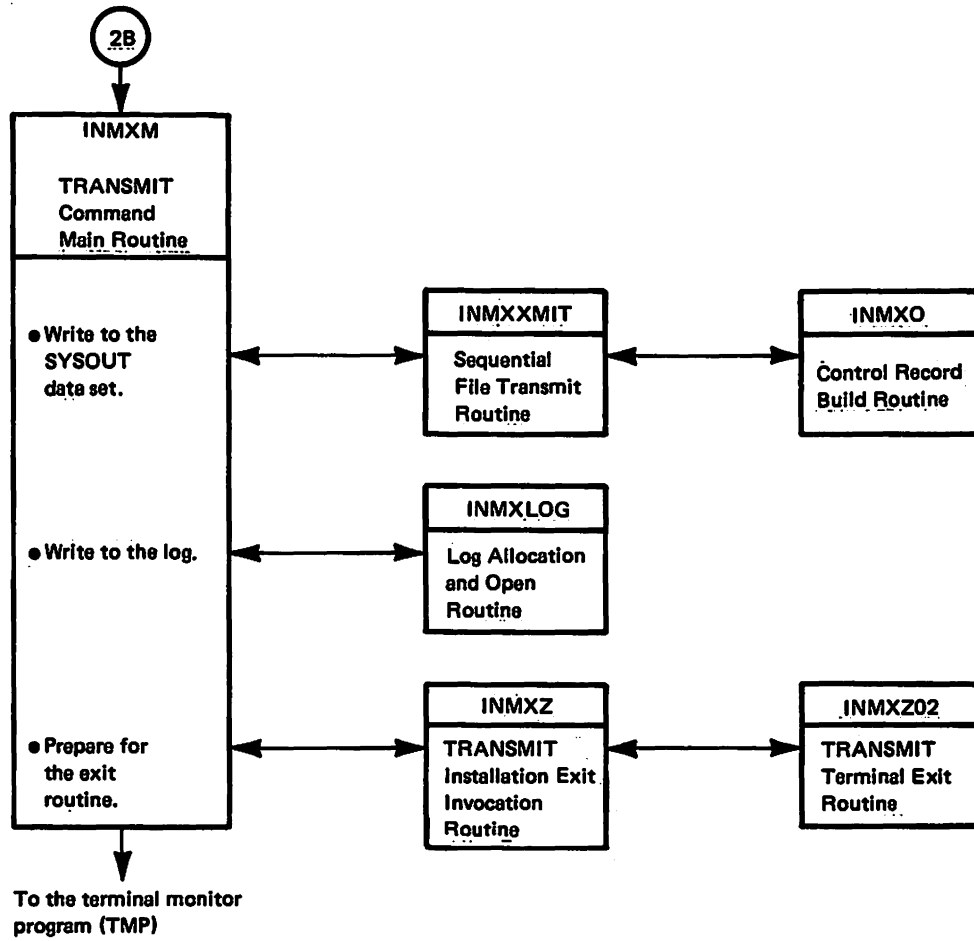 2B
INMXM
TRANSMIT
Command
Main Routine
● Write to the
SYSOUT
data set.
INMXXMIT
Sequential
File Transmit
Routine
INMXO
Control Record
Build Routine
● Write to the log.
INMXLOG
Log Allocation
and Open
Routine
● Prepare for
the exit
routine.
INMXZ
TRANSMIT
Installation Exit
Invocation
Routine
INMXZ02
TRANSMIT
Terminal Exit
Routine
To the terminal monitor
program (TMP)